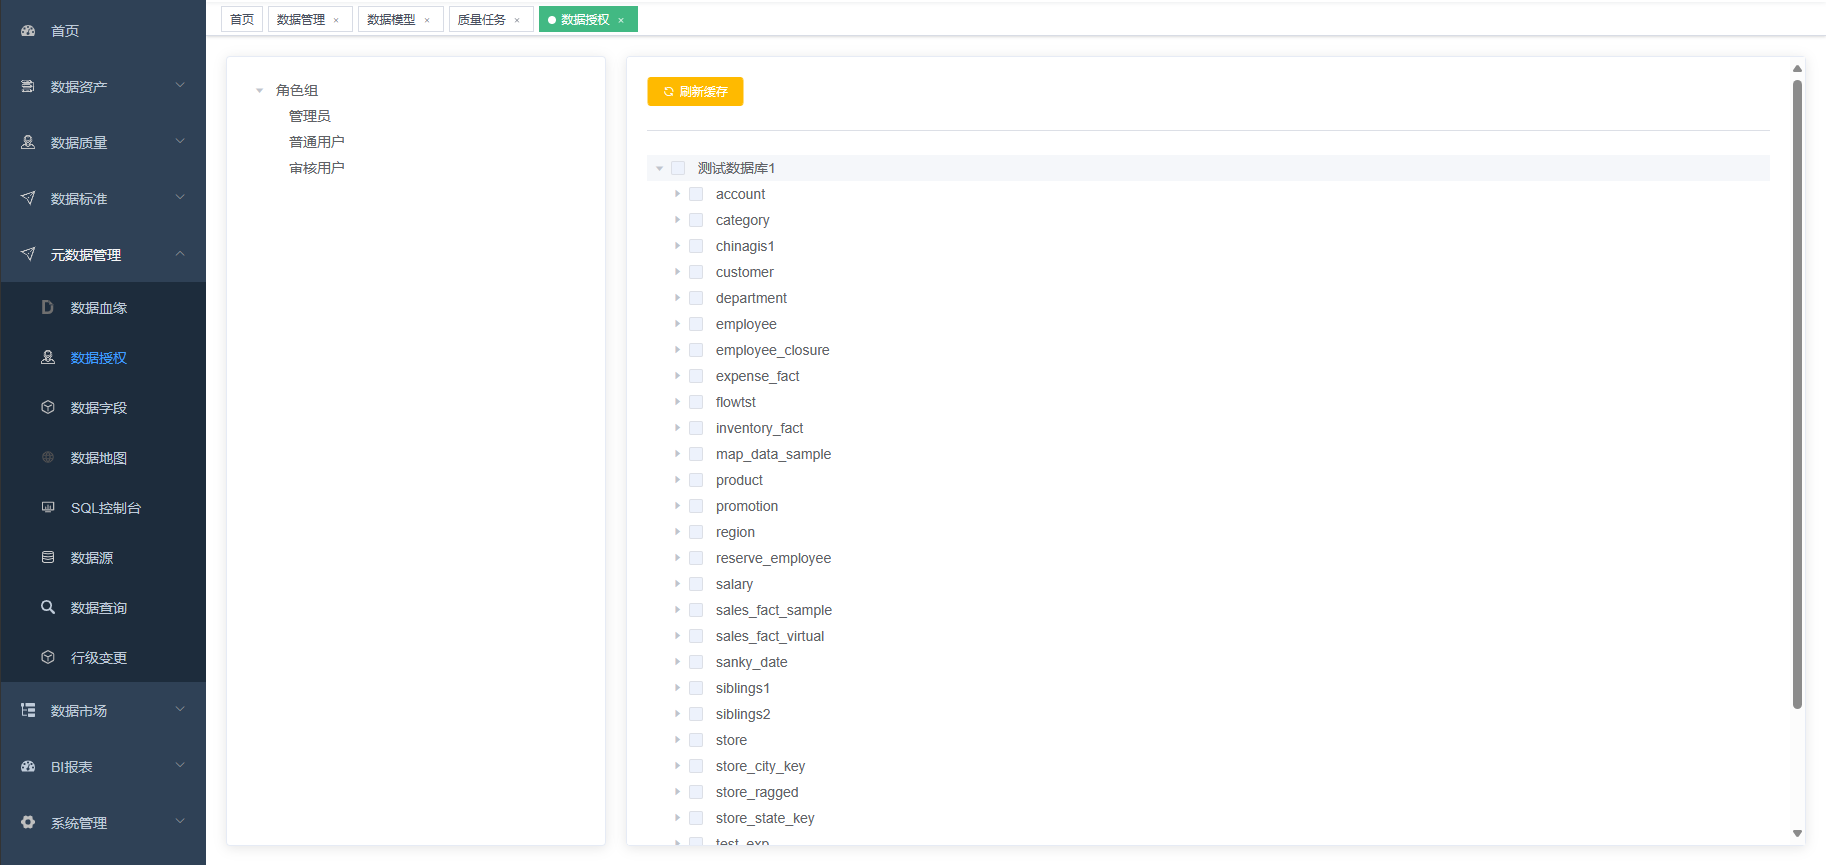 首页
数据资产
数据质量
数据标准
元数据管理
数据血缘
数据授权
数据字段
数据地图
SQL控制台
数据源
数据查询
行级变更
数据市场
BI报表
系统管理
首页 数据管理 × 数据模型 × 质量任务 × 数据授权 ×
角色组
管理员
普通用户
审核用户
刷新缓存
测试数据库1
account
category
chinagis1
customer
department
employee
employee_closure
expense_fact
flowtst
inventory_fact
map_data_sample
product
promotion
region
reserve_employee
salary
sales_fact_sample
sales_fact_virtual
sanky_date
siblings1
siblings2
store
store_city_key
store_ragged
store_state_key
test_exp